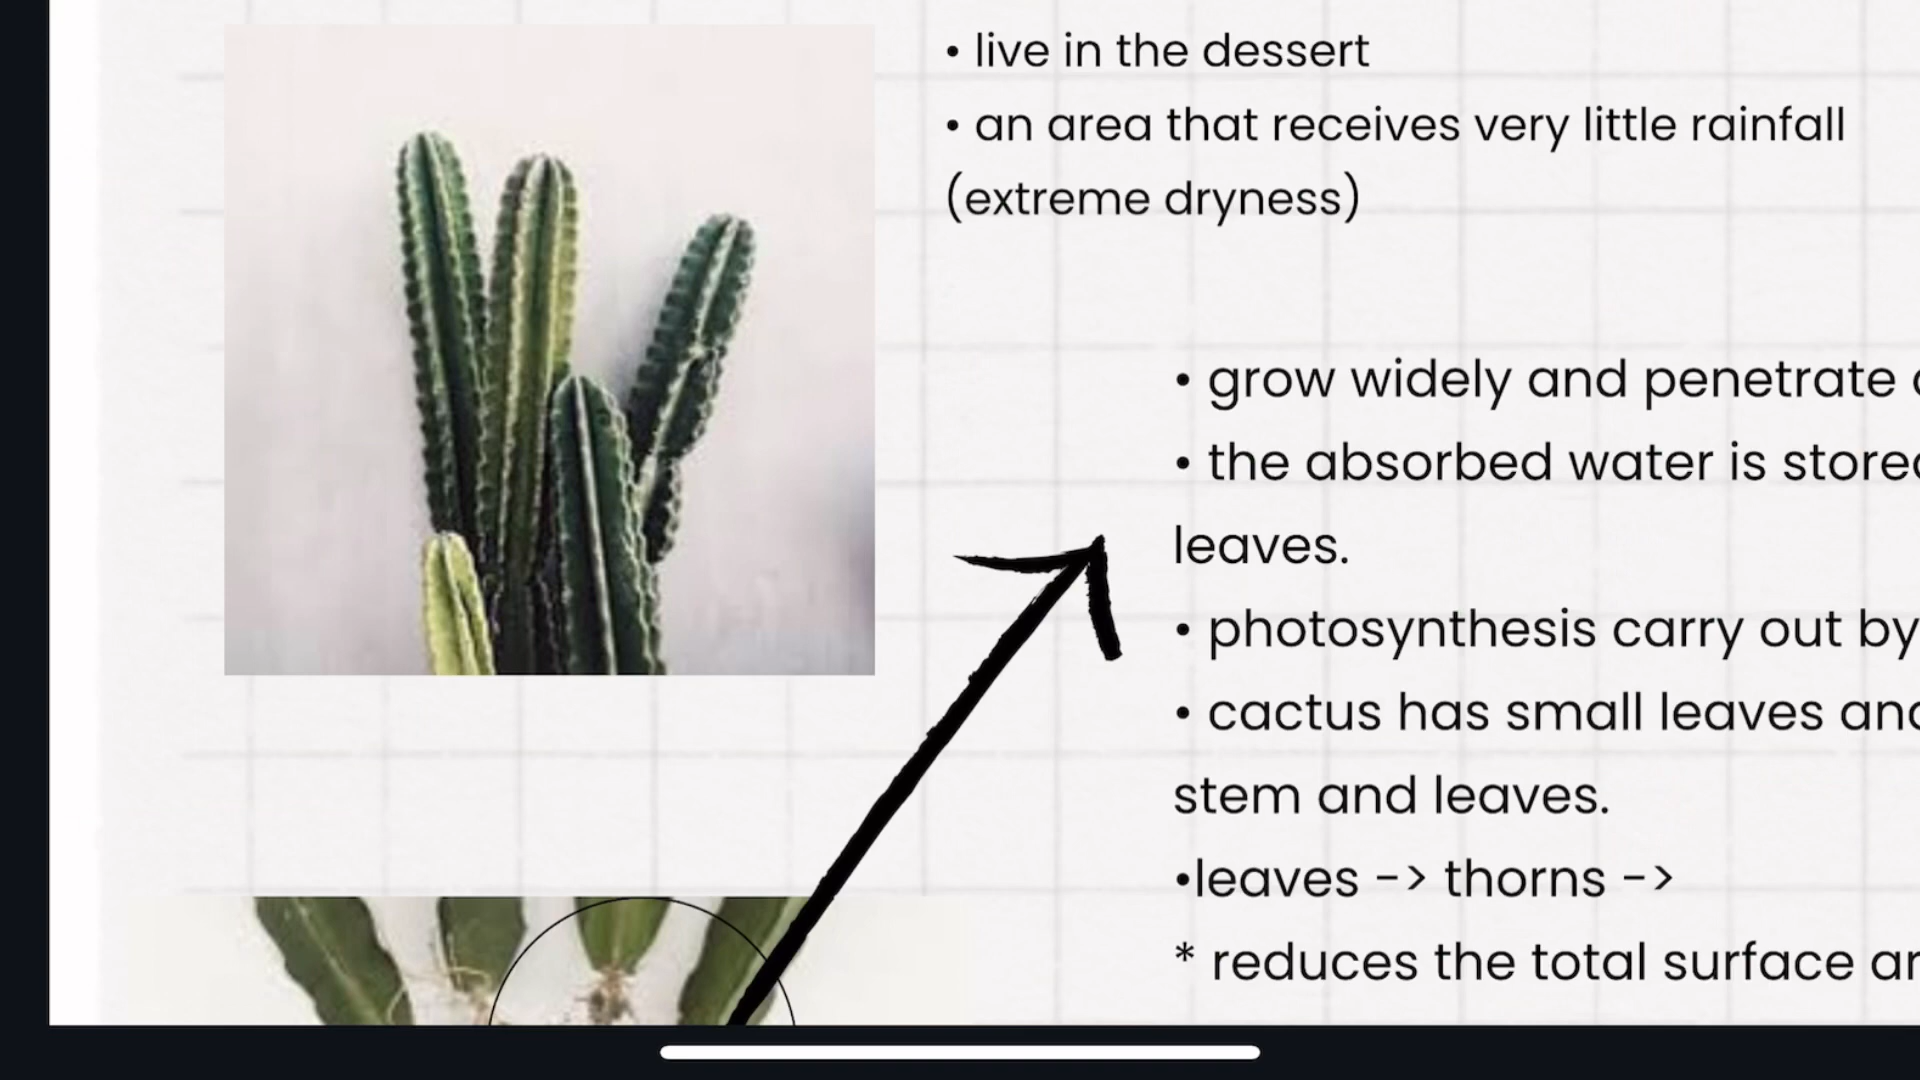 • live in the dessert
• an area that receives very little rainfall
(extreme dryness)
• grow widely and penetrate
• the absorbed water is stored
leaves.
• photosynthesis carry out by
• cactus has small leaves and
stem and leaves.
•leaves -> thorns ->
* reduces the total surface